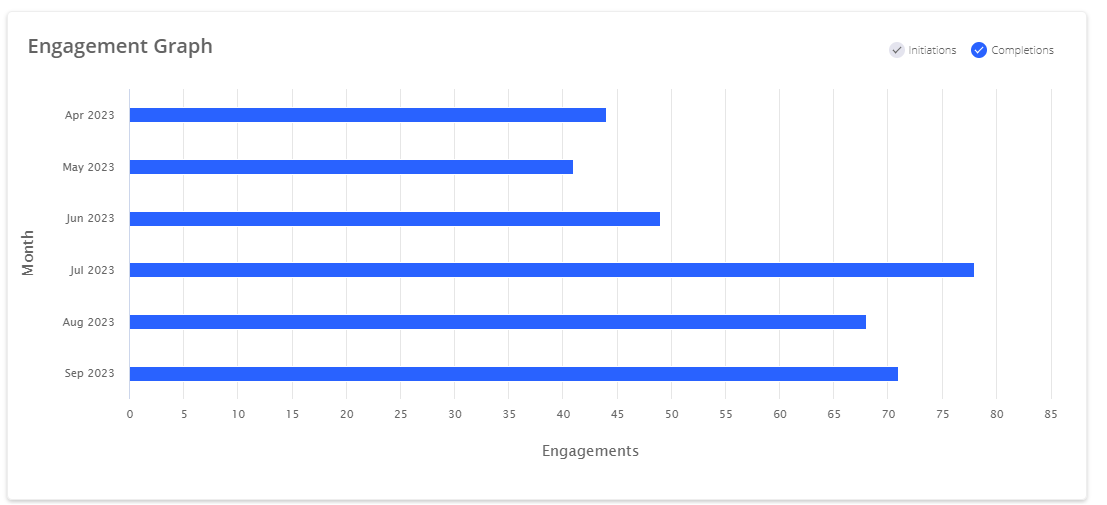 Engagement Graph
Initiations
Completions
Month
Apr 2023
May 2023
Jun 2023
Jul 2023
Aug 2023
Sep 2023
0 5 10 15 20 25 30 35 40 45 50 55 60 65 70 75 80 85
Engagements